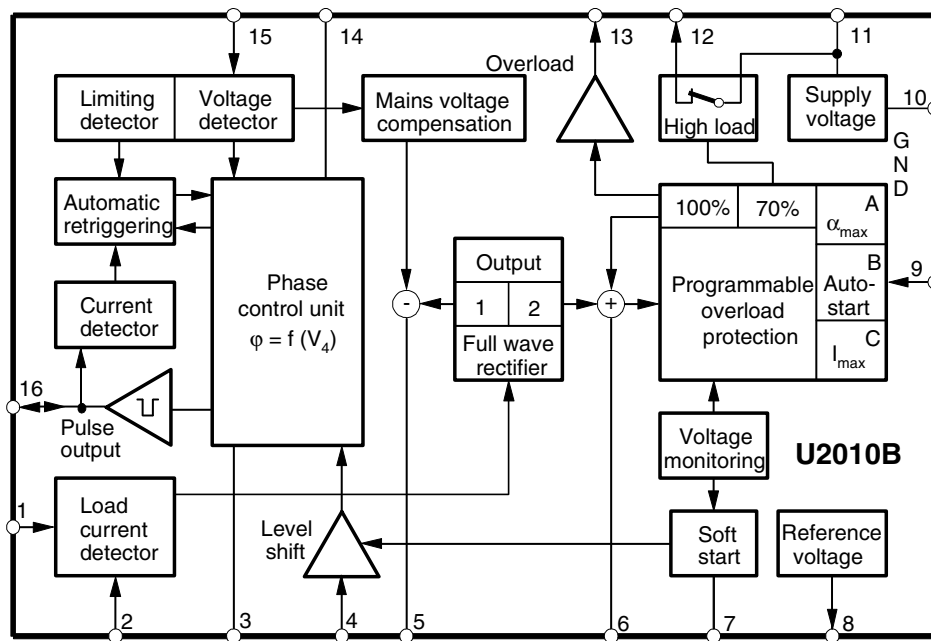 15
14
13
12
11
Overload
Limiting
detector
Voltage
detector
Mains voltage
compensation
High load
Supply
voltage
10
GND
Automatic
retriggering
100%
70%
A
αmax
Phase
control unit
φ = f (V4)
Output
1
2
Full wave
rectifier
-
+
Programmable
overload
protection
B
Auto-
start
9
C
Imax
Current
detector
16
Pulse
output
Voltage
monitoring
U2010B
1
Load
current
detector
Level
shift
Soft
start
Reference
voltage
2
3
4
5
6
7
8